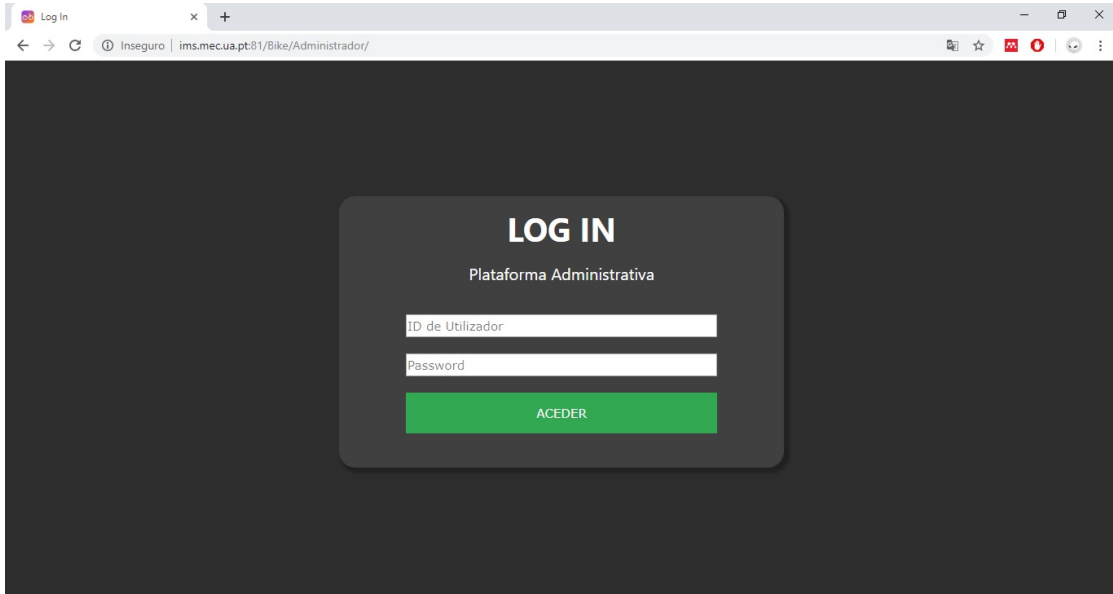 Log In
Inseguro | ims.mec.ua.pt:81/Bike/Administrador/
LOG IN
Plataforma Administrativa
ID de Utilizador
Password
ACEDER